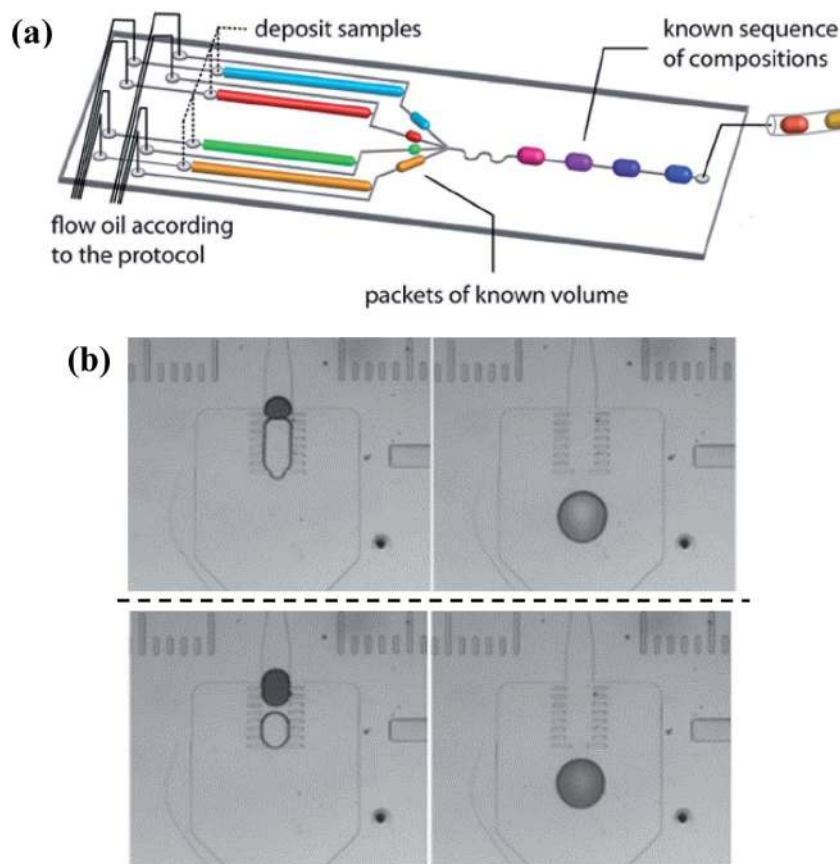 (a)
deposit samples
known sequence
of compositions
flow oil according
to the protocol
packets of known volume
(b)